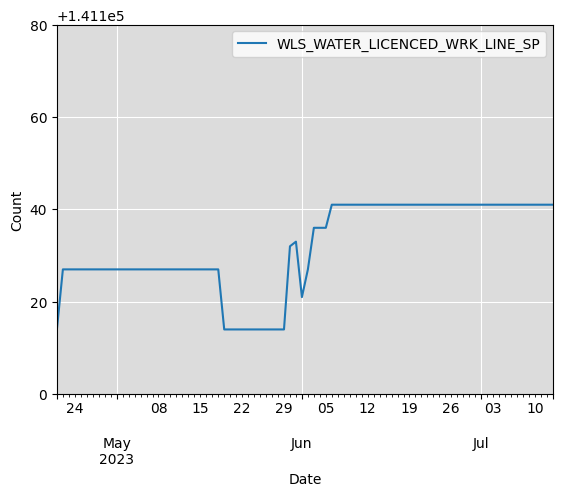 +1.411e5
80
60
40
20
0
Count
WLS_WATER_LICENCED_WRK_LINE_SP
24 08 15 22 29 05 12 19 26 03 10
May Jun Jul
2023
Date